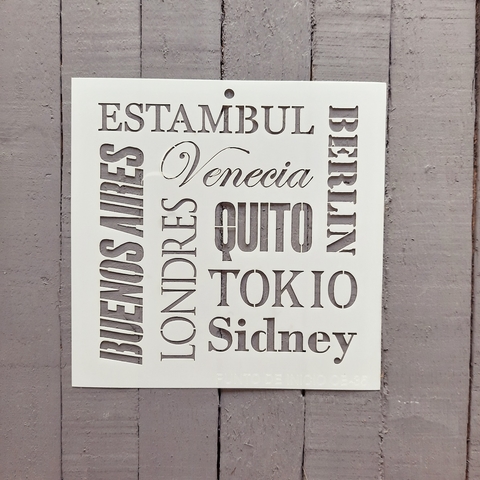 ESTAMBUL
BERLIN
Venecia
BUENOS AIRES
LONDRES
QUITO
TOKIO
Sidney